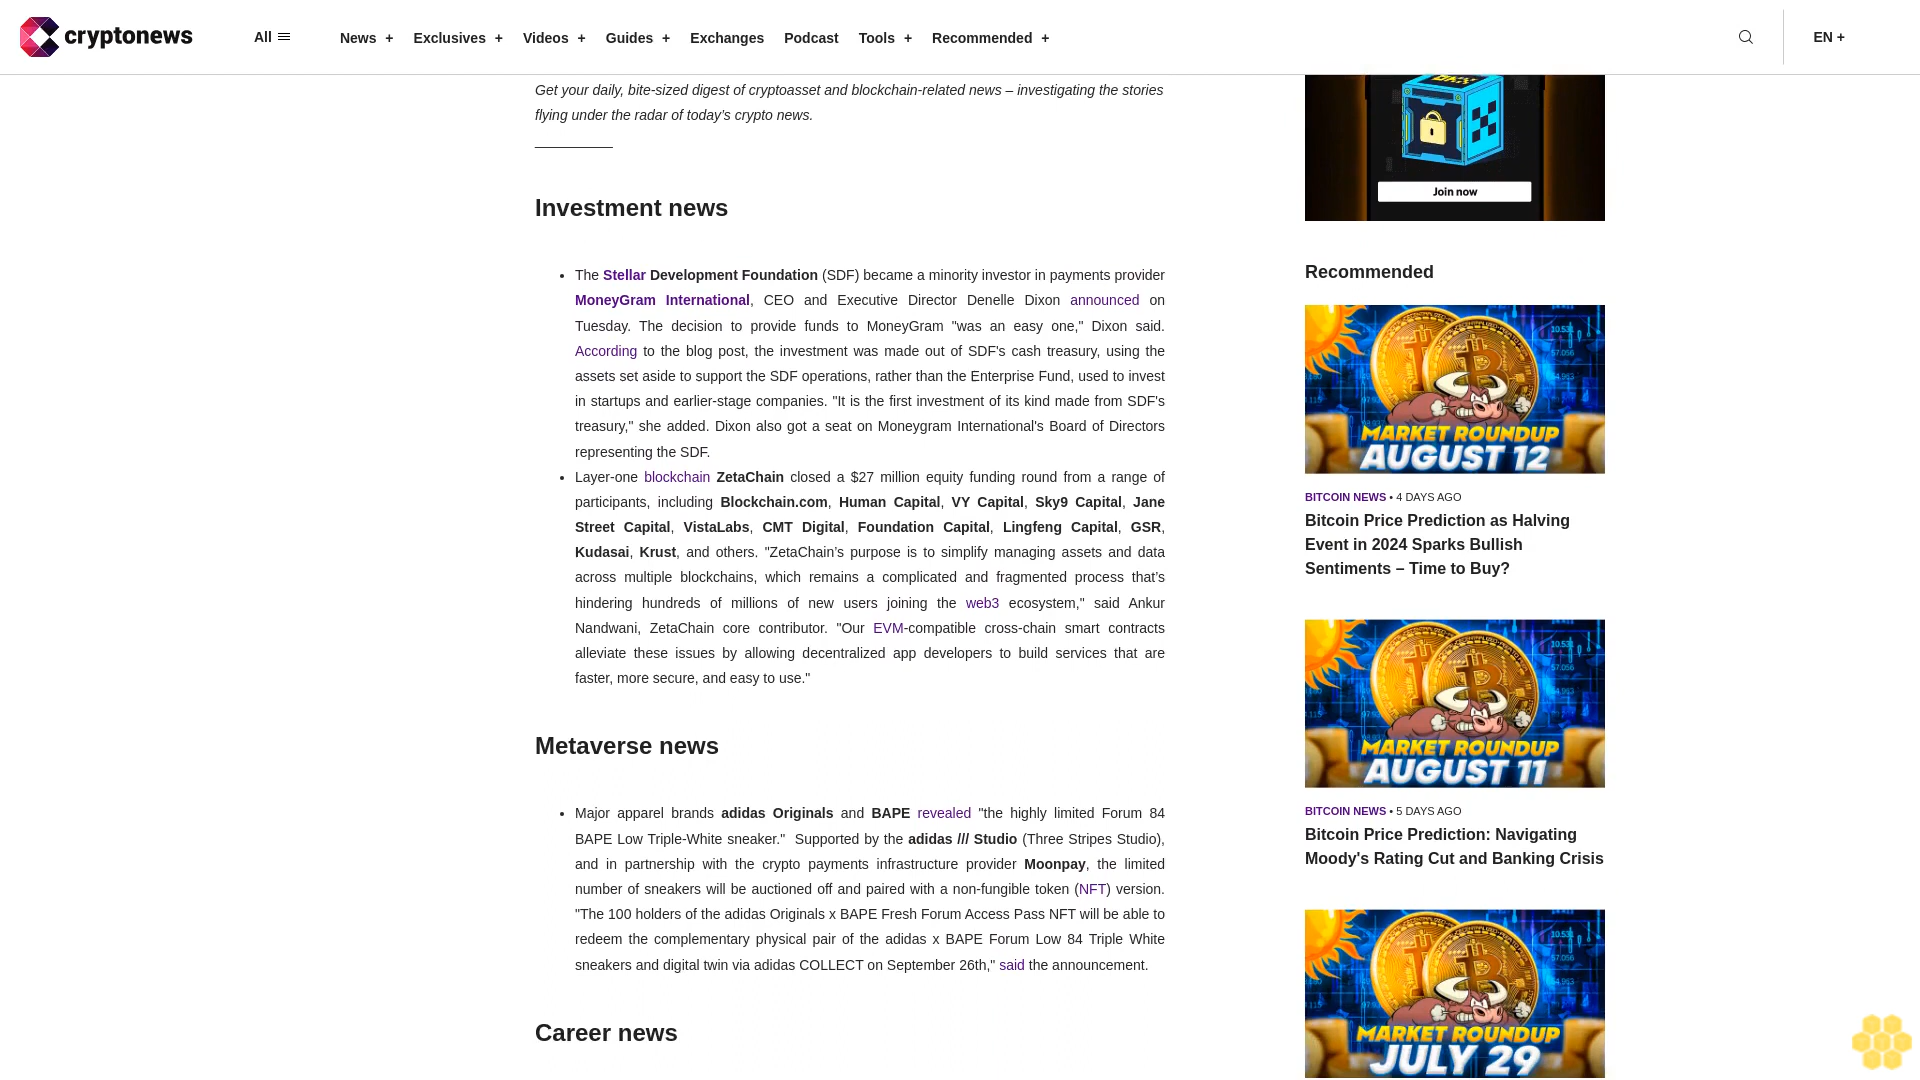 cryptonews
All
News +
Exclusives +
Videos +
Guides +
Exchanges
Podcast
Tools +
Recommended +
EN +
Get your daily, bite-sized digest of cryptoasset and blockchain-related news – investigating the stories
flying under the radar of today's crypto news.
__________
Investment news
The Stellar Development Foundation (SDF) became a minority investor in payments provider
MoneyGram International, CEO and Executive Director Denelle Dixon announced on
Tuesday. The decision to provide funds to MoneyGram "was an easy one," Dixon said.
According to the blog post, the investment was made out of SDF's cash treasury, using the
assets set aside to support the SDF operations, rather than the Enterprise Fund, used to invest
in startups and earlier-stage companies. "It is the first investment of its kind made from SDF's
treasury," she added. Dixon also got a seat on Moneygram International's Board of Directors
representing the SDF.
Layer-one blockchain ZetaChain closed a $27 million equity funding round from a range of
participants, including Blockchain.com, Human Capital, VY Capital, Sky9 Capital, Jane
Street Capital, VistaLabs, CMT Digital, Foundation Capital, Lingfeng Capital, GSR,
Kudasai, Krust, and others. "ZetaChain's purpose is to simplify managing assets and data
across multiple blockchains, which remains a complicated and fragmented process that's
hindering hundreds of millions of new users joining the web3 ecosystem," said Ankur
Nandwani, ZetaChain core contributor. "Our EVM-compatible cross-chain smart contracts
alleviate these issues by allowing decentralized app developers to build services that are
faster, more secure, and easy to use."
Metaverse news
Major apparel brands adidas Originals and BAPE revealed "the highly limited Forum 84
BAPE Low Triple-White sneaker."  Supported by the adidas /// Studio (Three Stripes Studio),
and in partnership with the crypto payments infrastructure provider Moonpay, the limited
number of sneakers will be auctioned off and paired with a non-fungible token (NFT) version.
"The 100 holders of the adidas Originals x BAPE Fresh Forum Access Pass NFT will be able to
redeem the complementary physical pair of the adidas x BAPE Forum Low 84 Triple White
sneakers and digital twin via adidas COLLECT on September 26th," said the announcement.
Career news
Join now
Recommended
MARKET ROUNDUP
AUGUST 12
BITCOIN NEWS • 4 DAYS AGO
Bitcoin Price Prediction as Halving
Event in 2024 Sparks Bullish
Sentiments – Time to Buy?
MARKET ROUNDUP
AUGUST 11
BITCOIN NEWS • 5 DAYS AGO
Bitcoin Price Prediction: Navigating
Moody's Rating Cut and Banking Crisis
MARKET ROUNDUP
JULY 29